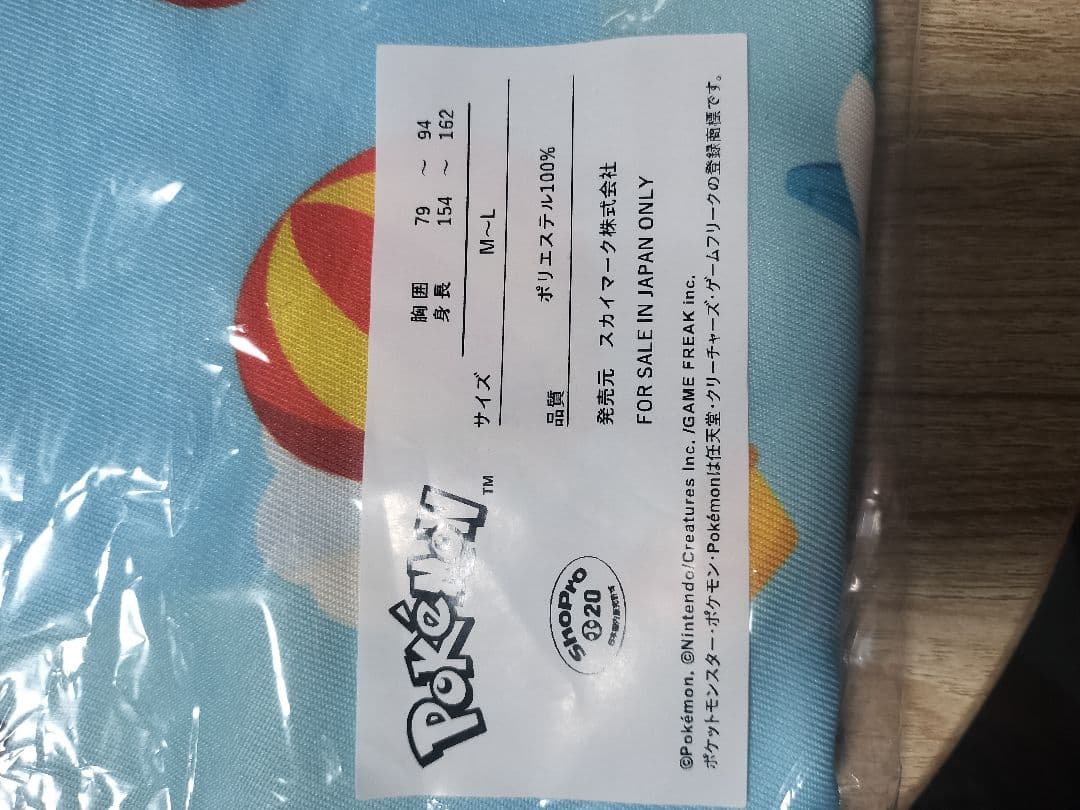 POKéMON™
胸囲 79 ～ 94
身長 154 ～ 162
サイズ M～L
品質 ポリエステル100%
発売元 スカイマーク株式会社
FOR SALE IN JAPAN ONLY
ShoPro
20
©Pokémon. ©Nintendo/Creatures Inc. /GAME FREAK inc.
ポケットモンスター・ポケモン・Pokémonは任天堂・クリーチャーズ・ゲームフリークの登録商標です。